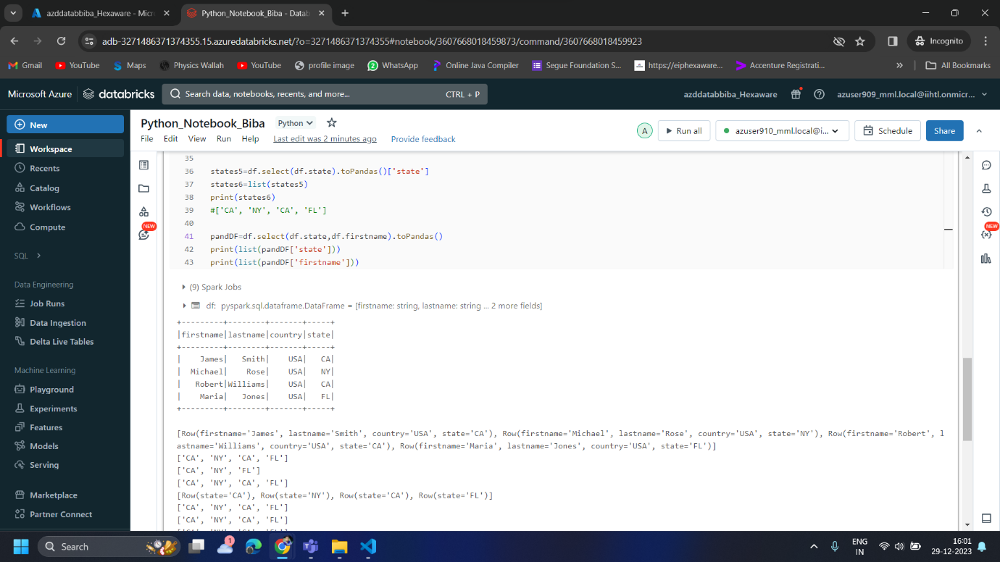 azddatabbiba_Hexaware - Micr
Python_Notebook_Biba - Datab
adb-3271486371374355.15.azuredatabricks.net/?o=3271486371374355#notebook/3607668018459873/command/3607668018459923
Incognito
Gmail
YouTube
Maps
Physics Wallah
YouTube
profile image
WhatsApp
Online Java Compiler
Segue Foundation S...
https://eiphexaware...
Accenture Registrati...
»
All Bookmarks
Microsoft Azure
databricks
Search data, notebooks, recents, and more...
CTRL + P
azddatabbiba_Hexaware
azuser909_mml.local@iihtl.onmicr...
New
Workspace
Recents
Catalog
Workflows
Compute
SQL
Data Engineering
Job Runs
Data Ingestion
Delta Live Tables
Machine Learning
Playground
Experiments
Features
Models
Serving
Marketplace
Partner Connect
Python_Notebook_Biba
Python
File Edit View Run Help
Last edit was 2 minutes ago
Provide feedback
A
Run all
azuser910_mml.local@i...
Schedule
Share
NEW
NEW
35
36 states5=df.select(df.state).toPandas()['state']
37 states6=list(states5)
38 print(states6)
39 #['CA', 'NY', 'CA', 'FL']
40
41 pandDF=df.select(df.state,df.firstname).toPandas()
42 print(list(pandDF['state']))
43 print(list(pandDF['firstname']))
(9) Spark Jobs
df: pyspark.sql.dataframe.DataFrame = [firstname: string, lastname: string ... 2 more fields]
+---------+--------+-------+-----+
|firstname|lastname|country|state|
+---------+--------+-------+-----+
|    James|   Smith|    USA|   CA|
|  Michael|    Rose|    USA|   NY|
|   Robert|Williams|    USA|   CA|
|    Maria|   Jones|    USA|   FL|
+---------+--------+-------+-----+
[Row(firstname='James', lastname='Smith', country='USA', state='CA'), Row(firstname='Michael', lastname='Rose', country='USA', state='NY'), Row(firstname='Robert', l
astname='Williams', country='USA', state='CA'), Row(firstname='Maria', lastname='Jones', country='USA', state='FL')]
['CA', 'NY', 'CA', 'FL']
['CA', 'NY', 'FL']
['CA', 'NY', 'CA', 'FL']
[Row(state='CA'), Row(state='NY'), Row(state='CA'), Row(state='FL')]
['CA', 'NY', 'CA', 'FL']
['CA', 'NY', 'CA', 'FL']
Search
1
ENG
IN
16:01
29-12-2023